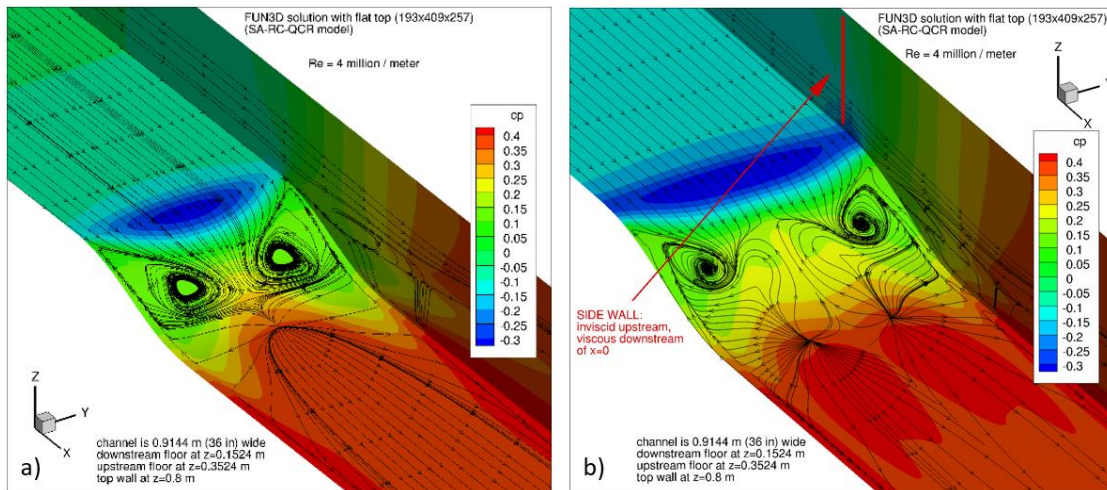 FUN3D solution with flat top (193x409x257)
(SA-RC-QCR model)
Re = 4 million / meter
cp
0.4
0.35
0.3
0.25
0.2
0.15
0.1
0.05
0
-0.05
-0.1
-0.15
-0.2
-0.25
-0.3
Z
Y
X
channel is 0.9144 m (36 in) wide
downstream floor at z=0.1524 m
upstream floor at z=0.3524 m
top wall at z=0.8 m
a)
FUN3D solution with flat top (193x409x257)
(SA-RC-QCR model)
Re = 4 million / meter
Z
Y
X
cp
0.4
0.35
0.3
0.25
0.2
0.15
0.1
0.05
0
-0.05
-0.1
-0.15
-0.2
-0.25
-0.3
SIDE WALL:
inviscid upstream,
viscous downstream
of x=0
channel is 0.9144 m (36 in) wide
downstream floor at z=0.1524 m
upstream floor at z=0.3524 m
top wall at z=0.8 m
b)